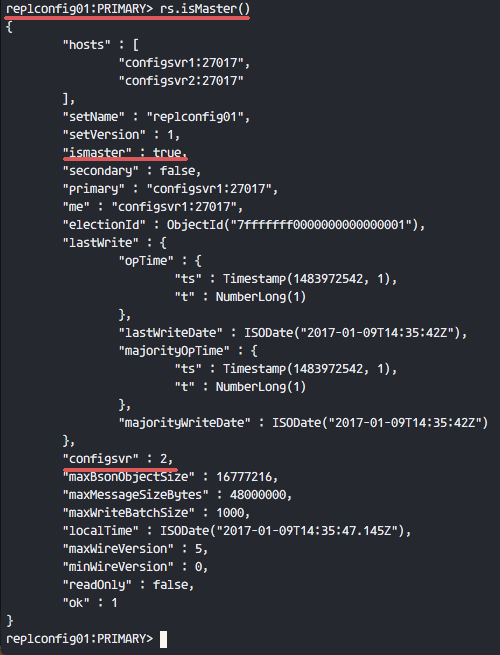 replconfig01:PRIMARY> rs.isMaster()
{
"hosts" : [
"configsvr1:27017",
"configsvr2:27017"
],
"setName" : "replconfig01",
"setVersion" : 1,
"ismaster" : true,
"secondary" : false,
"primary" : "configsvr1:27017",
"me" : "configsvr1:27017",
"electionId" : ObjectId("7fffffff0000000000000001"),
"lastWrite" : {
"opTime" : {
"ts" : Timestamp(1483972542, 1),
"t" : NumberLong(1)
},
"lastWriteDate" : ISODate("2017-01-09T14:35:42Z"),
"majorityOpTime" : {
"ts" : Timestamp(1483972542, 1),
"t" : NumberLong(1)
},
"majorityWriteDate" : ISODate("2017-01-09T14:35:42Z")
},
"configsvr" : 2,
"maxBsonObjectSize" : 16777216,
"maxMessageSizeBytes" : 48000000,
"maxWriteBatchSize" : 1000,
"localTime" : ISODate("2017-01-09T14:35:47.145Z"),
"maxWireVersion" : 5,
"minWireVersion" : 0,
"readOnly" : false,
"ok" : 1
}
replconfig01:PRIMARY>